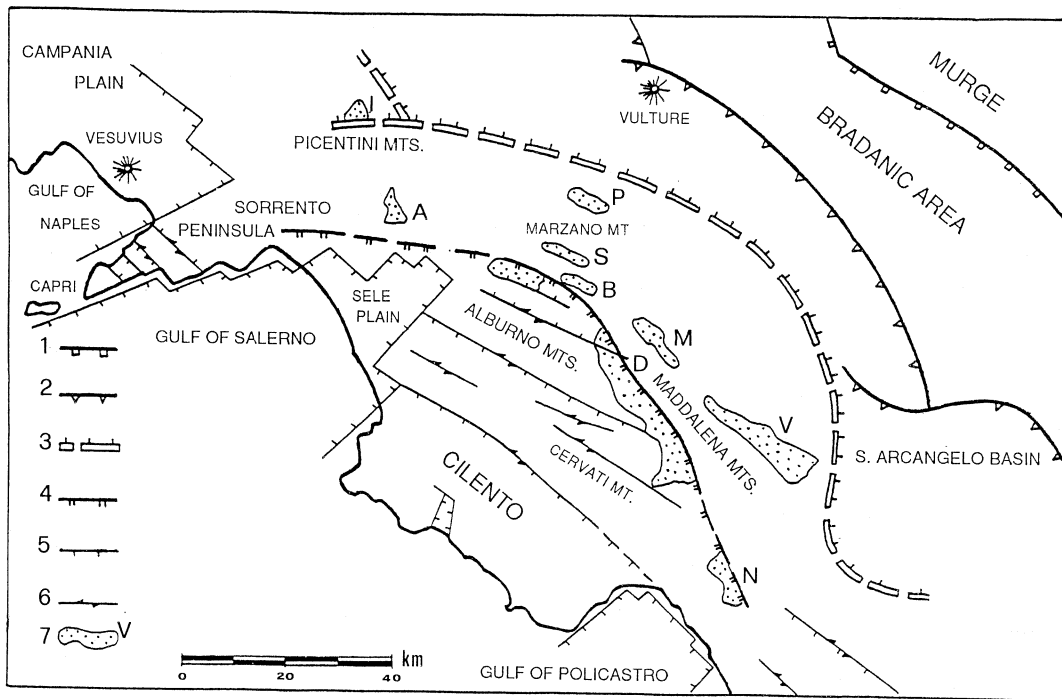 CAMPANIA
PLAIN
VESUVIUS
GULF OF
NAPLES
CAPRI
SORRENTO
PENINSULA
GULF OF SALERNO
I
PICENTINI MTS.
A
SELE
PLAIN
P
MARZANO MT
S
B
ALBURNO MTS.
D
M
MADDALENA MTS.
V
CERVATI MT.
CILENTO
N
GULF OF POLICASTRO
VULTURE
MURGE
BRADANIC AREA
S. ARCANGELO BASIN
1
2
3
4
5
6
7 V
0 20 40 km